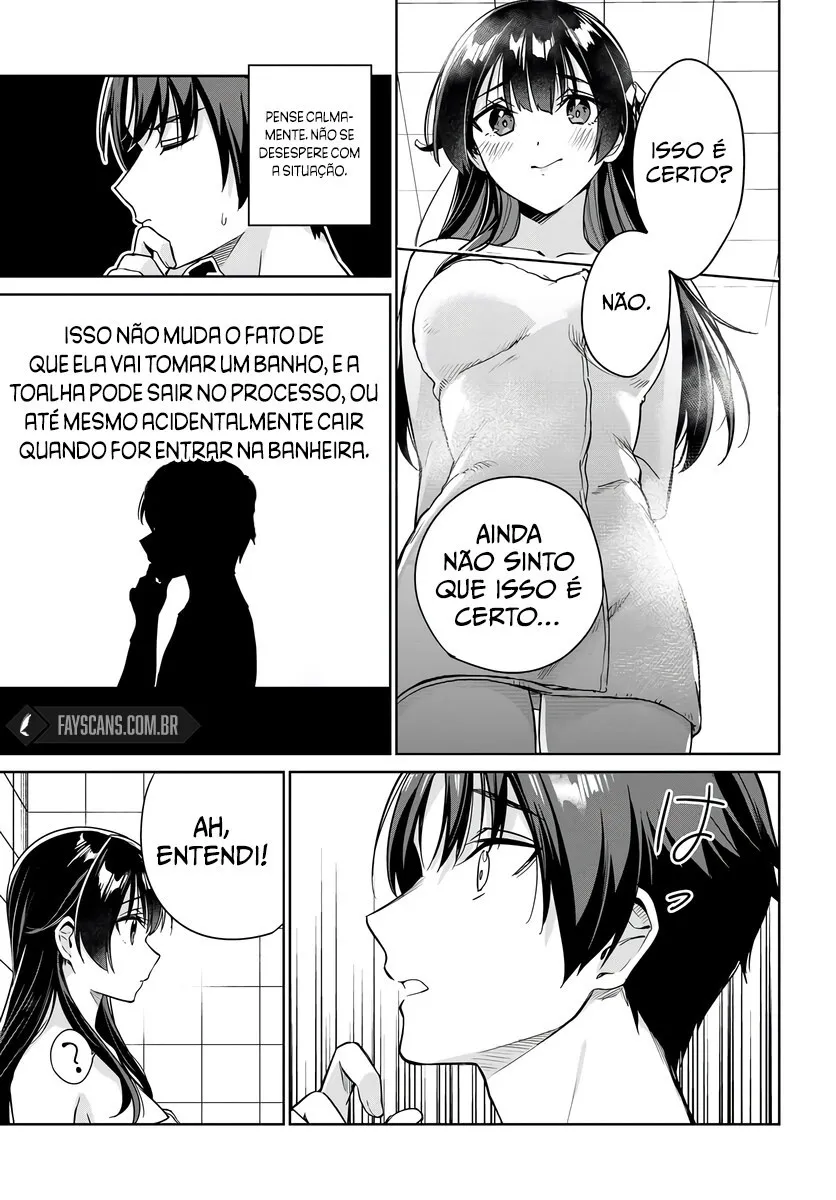 ISSO É
CERTO?
NÃO.
AINDA
NÃO SINTO
QUE ISSO É
CERTO...
PENSE CALMA-
MENTE. NÃO SE
DESESPERE COM
A SITUAÇÃO.
ISSO NÃO MUDA O FATO DE
QUE ELA VAI TOMAR UM BANHO, E A
TOALHA PODE SAIR NO PROCESSO, OU
ATÉ MESMO ACIDENTALMENTE CAIR
QUANDO FOR ENTRAR NA BANHEIRA.
FAYSCANS.COM.BR
はっ
AH,
ENTENDI!
?